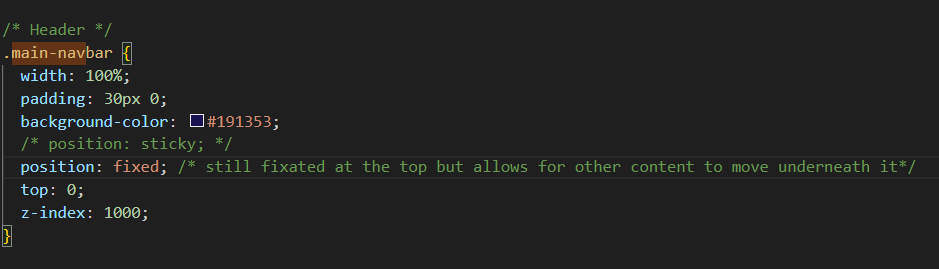 /* Header */
.main-navbar {
width: 100%;
padding: 30px 0;
background-color: #191353;
/* position: sticky; */
position: fixed; /* still fixated at the top but allows for other content to move underneath it*/
top: 0;
z-index: 1000;
}